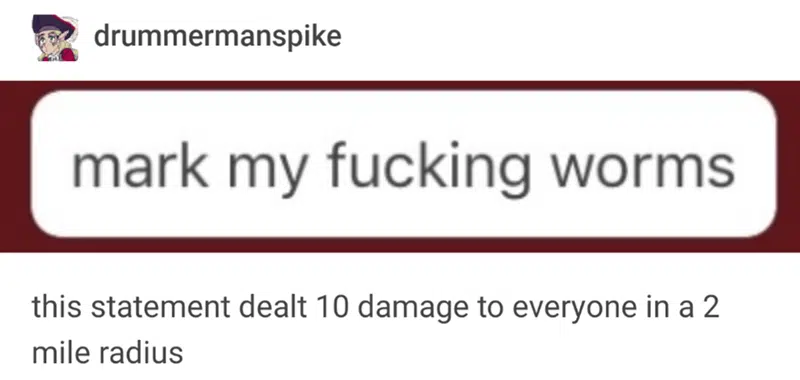 drummermanspike
mark my fucking worms
this statement dealt 10 damage to everyone in a 2
mile radius